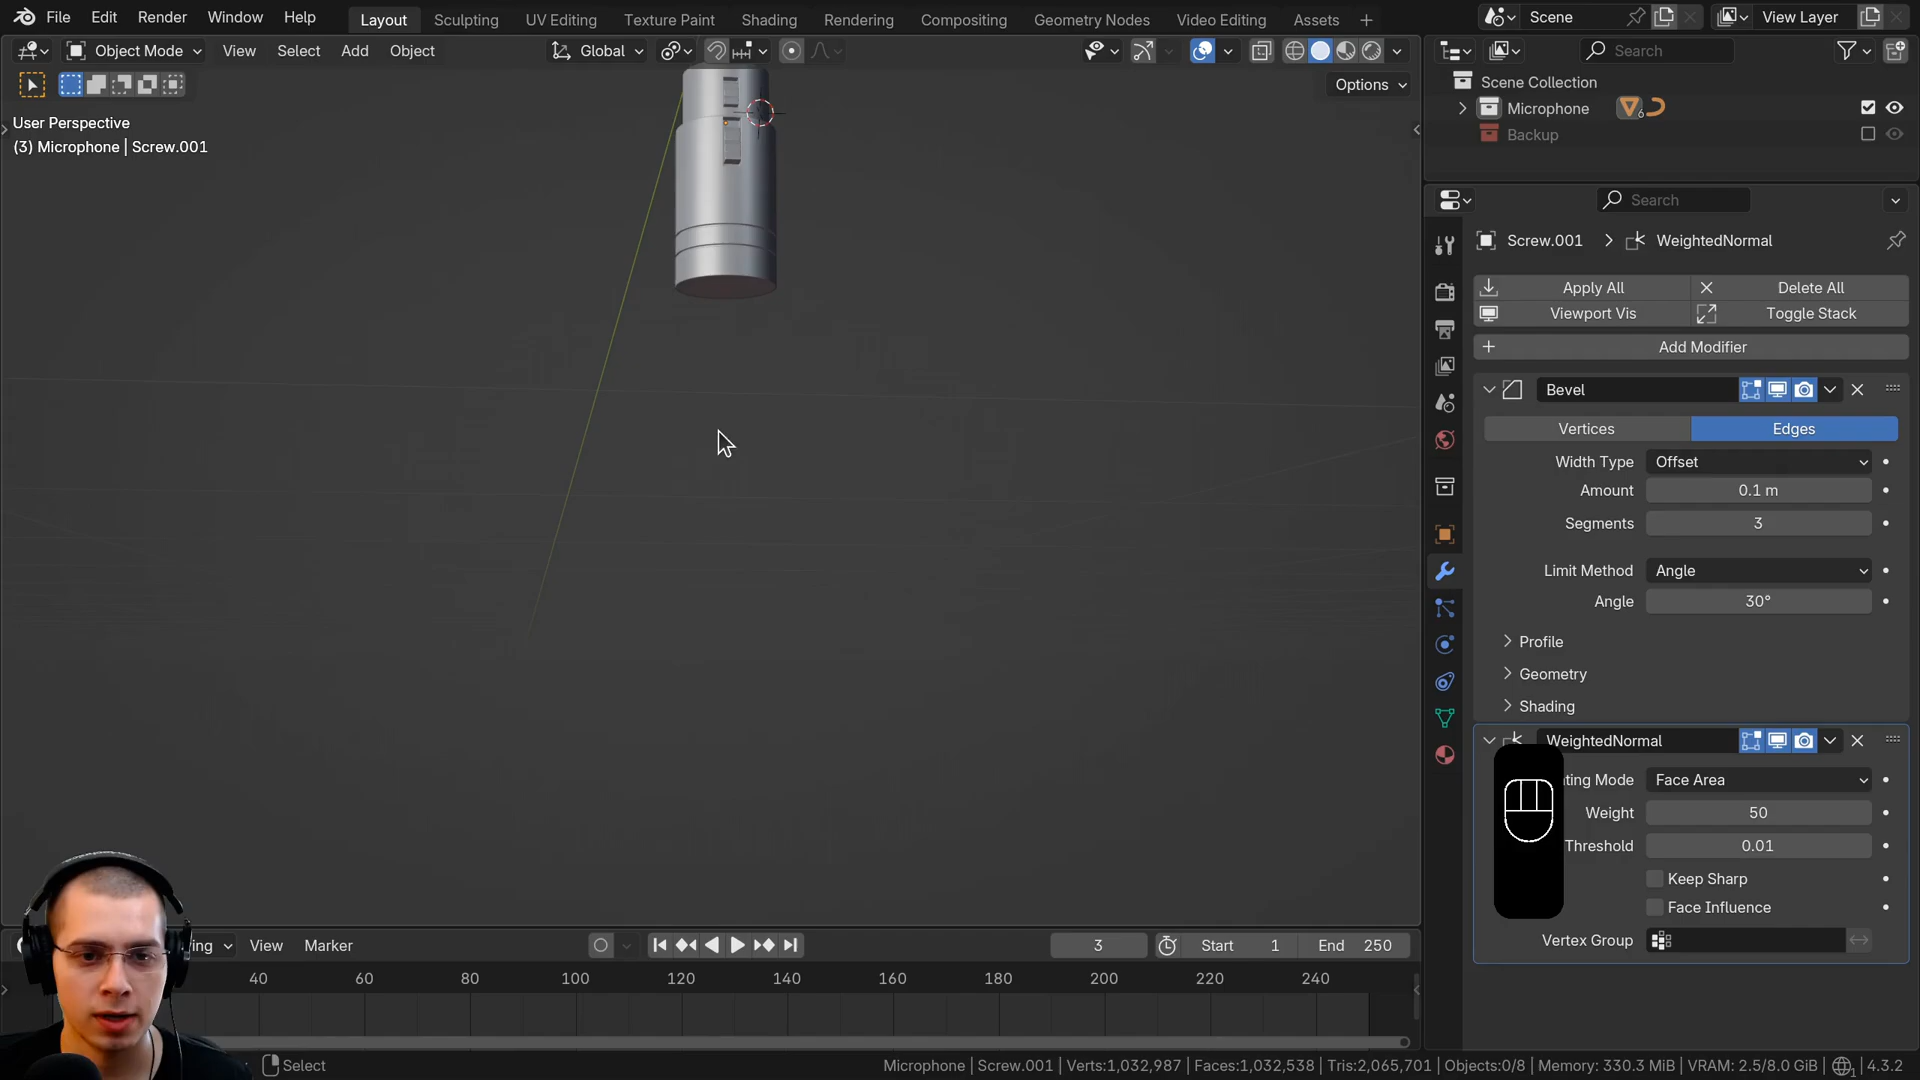 File Edit Render Window Help Layout Sculpting UV Editing Texture Paint Shading Rendering Compositing Geometry Nodes Video Editing Assets + Scene View Layer
Object Mode View Select Add Object Global Search
Options
User Perspective
(3) Microphone | Screw.001
Scene Collection
Microphone 6
Backup
Search
Screw.001 WeightedNormal
Apply All Delete All
Viewport Vis Toggle Stack
Add Modifier
Bevel
Vertices Edges
Width Type Offset
Amount 0.1 m
Segments 3
Limit Method Angle
Angle 30°
Profile
Geometry
Shading
WeightedNormal
ting Mode Face Area
Weight 50
Threshold 0.01
Keep Sharp
Face Influence
Vertex Group
ing View Marker 3 Start 1 End 250
40 60 80 100 120 140 160 180 200 220 240
Select
Microphone | Screw.001 | Verts:1,032,987 | Faces:1,032,538 | Tris:2,065,701 | Objects:0/8 | Memory: 330.3 MiB | VRAM: 2.5/8.0 GiB | 1 | 4.3.2